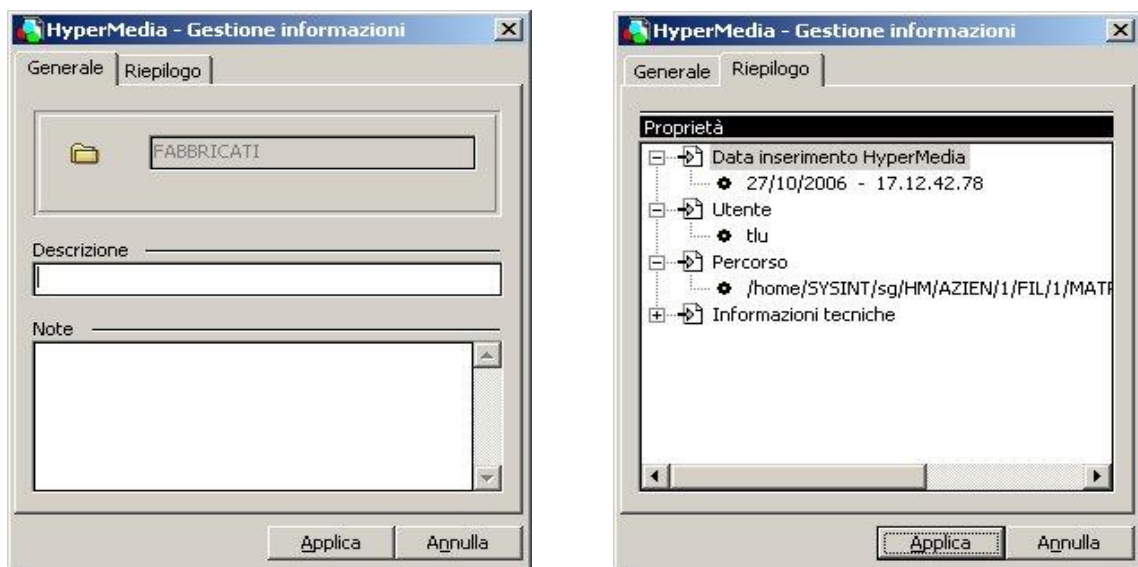 HyperMedia - Gestione informazioni
Generale Riepilogo
FABBRICATI
Descrizione
Note
Applica Annulla
HyperMedia - Gestione informazioni
Generale Riepilogo
Proprietà
Data inserimento HyperMedia
27/10/2006 - 17.12.42.78
Utente
tlu
Percorso
/home/SYSINT/sg/HM/AZIEN/1/FIL/1/
Informazioni tecniche
Applica Annulla